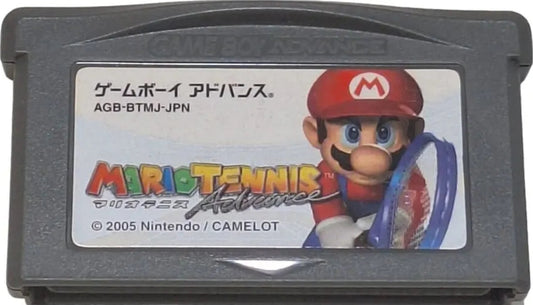 GAME BOY ADVANCE
ゲームボーイ アドバンス®
AGB-BTMJ-JPN
M
MARIO TENNIS™
マリオテニス Advance
© 2005 Nintendo / CAMELOT